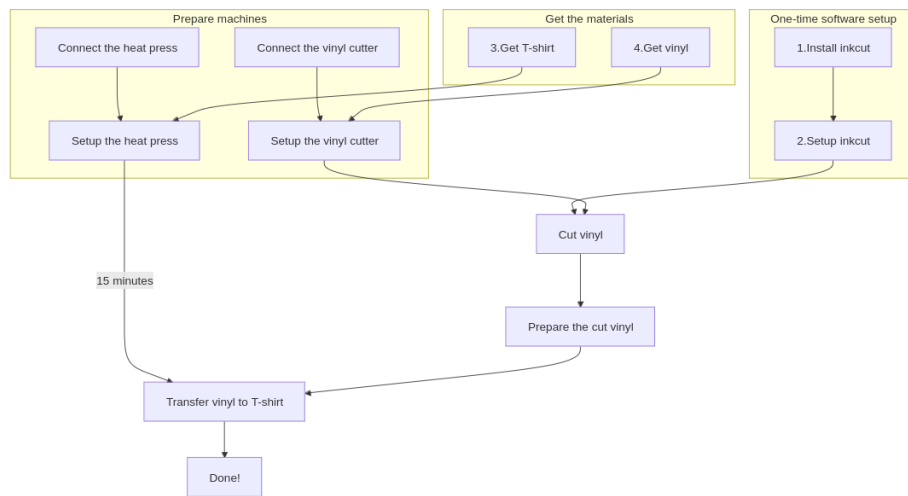 Prepare machines
Get the materials
One-time software setup
Connect the heat press
Connect the vinyl cutter
3.Get T-shirt
4.Get vinyl
1.Install inkcut
Setup the heat press
Setup the vinyl cutter
2.Setup inkcut
Cut vinyl
15 minutes
Prepare the cut vinyl
Transfer vinyl to T-shirt
Done!